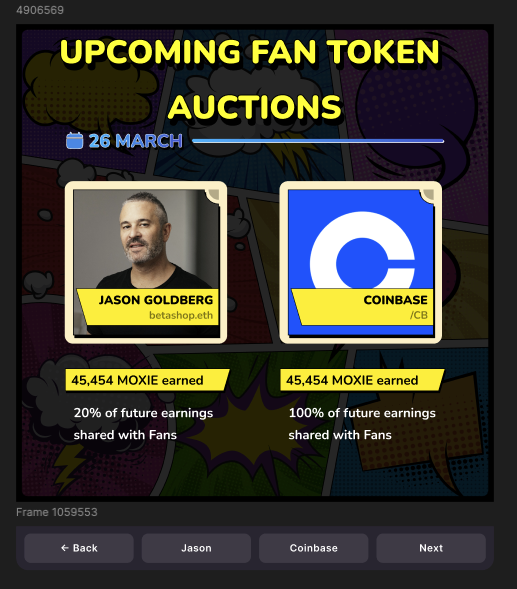 4906569
UPCOMING FAN TOKEN
AUCTIONS
26 MARCH
JASON GOLDBERG
betashop.eth
COINBASE
/CB
45,454 MOXIE earned
45,454 MOXIE earned
20% of future earnings
shared with Fans
100% of future earnings
shared with Fans
Frame 1059553
← Back
Jason
Coinbase
Next